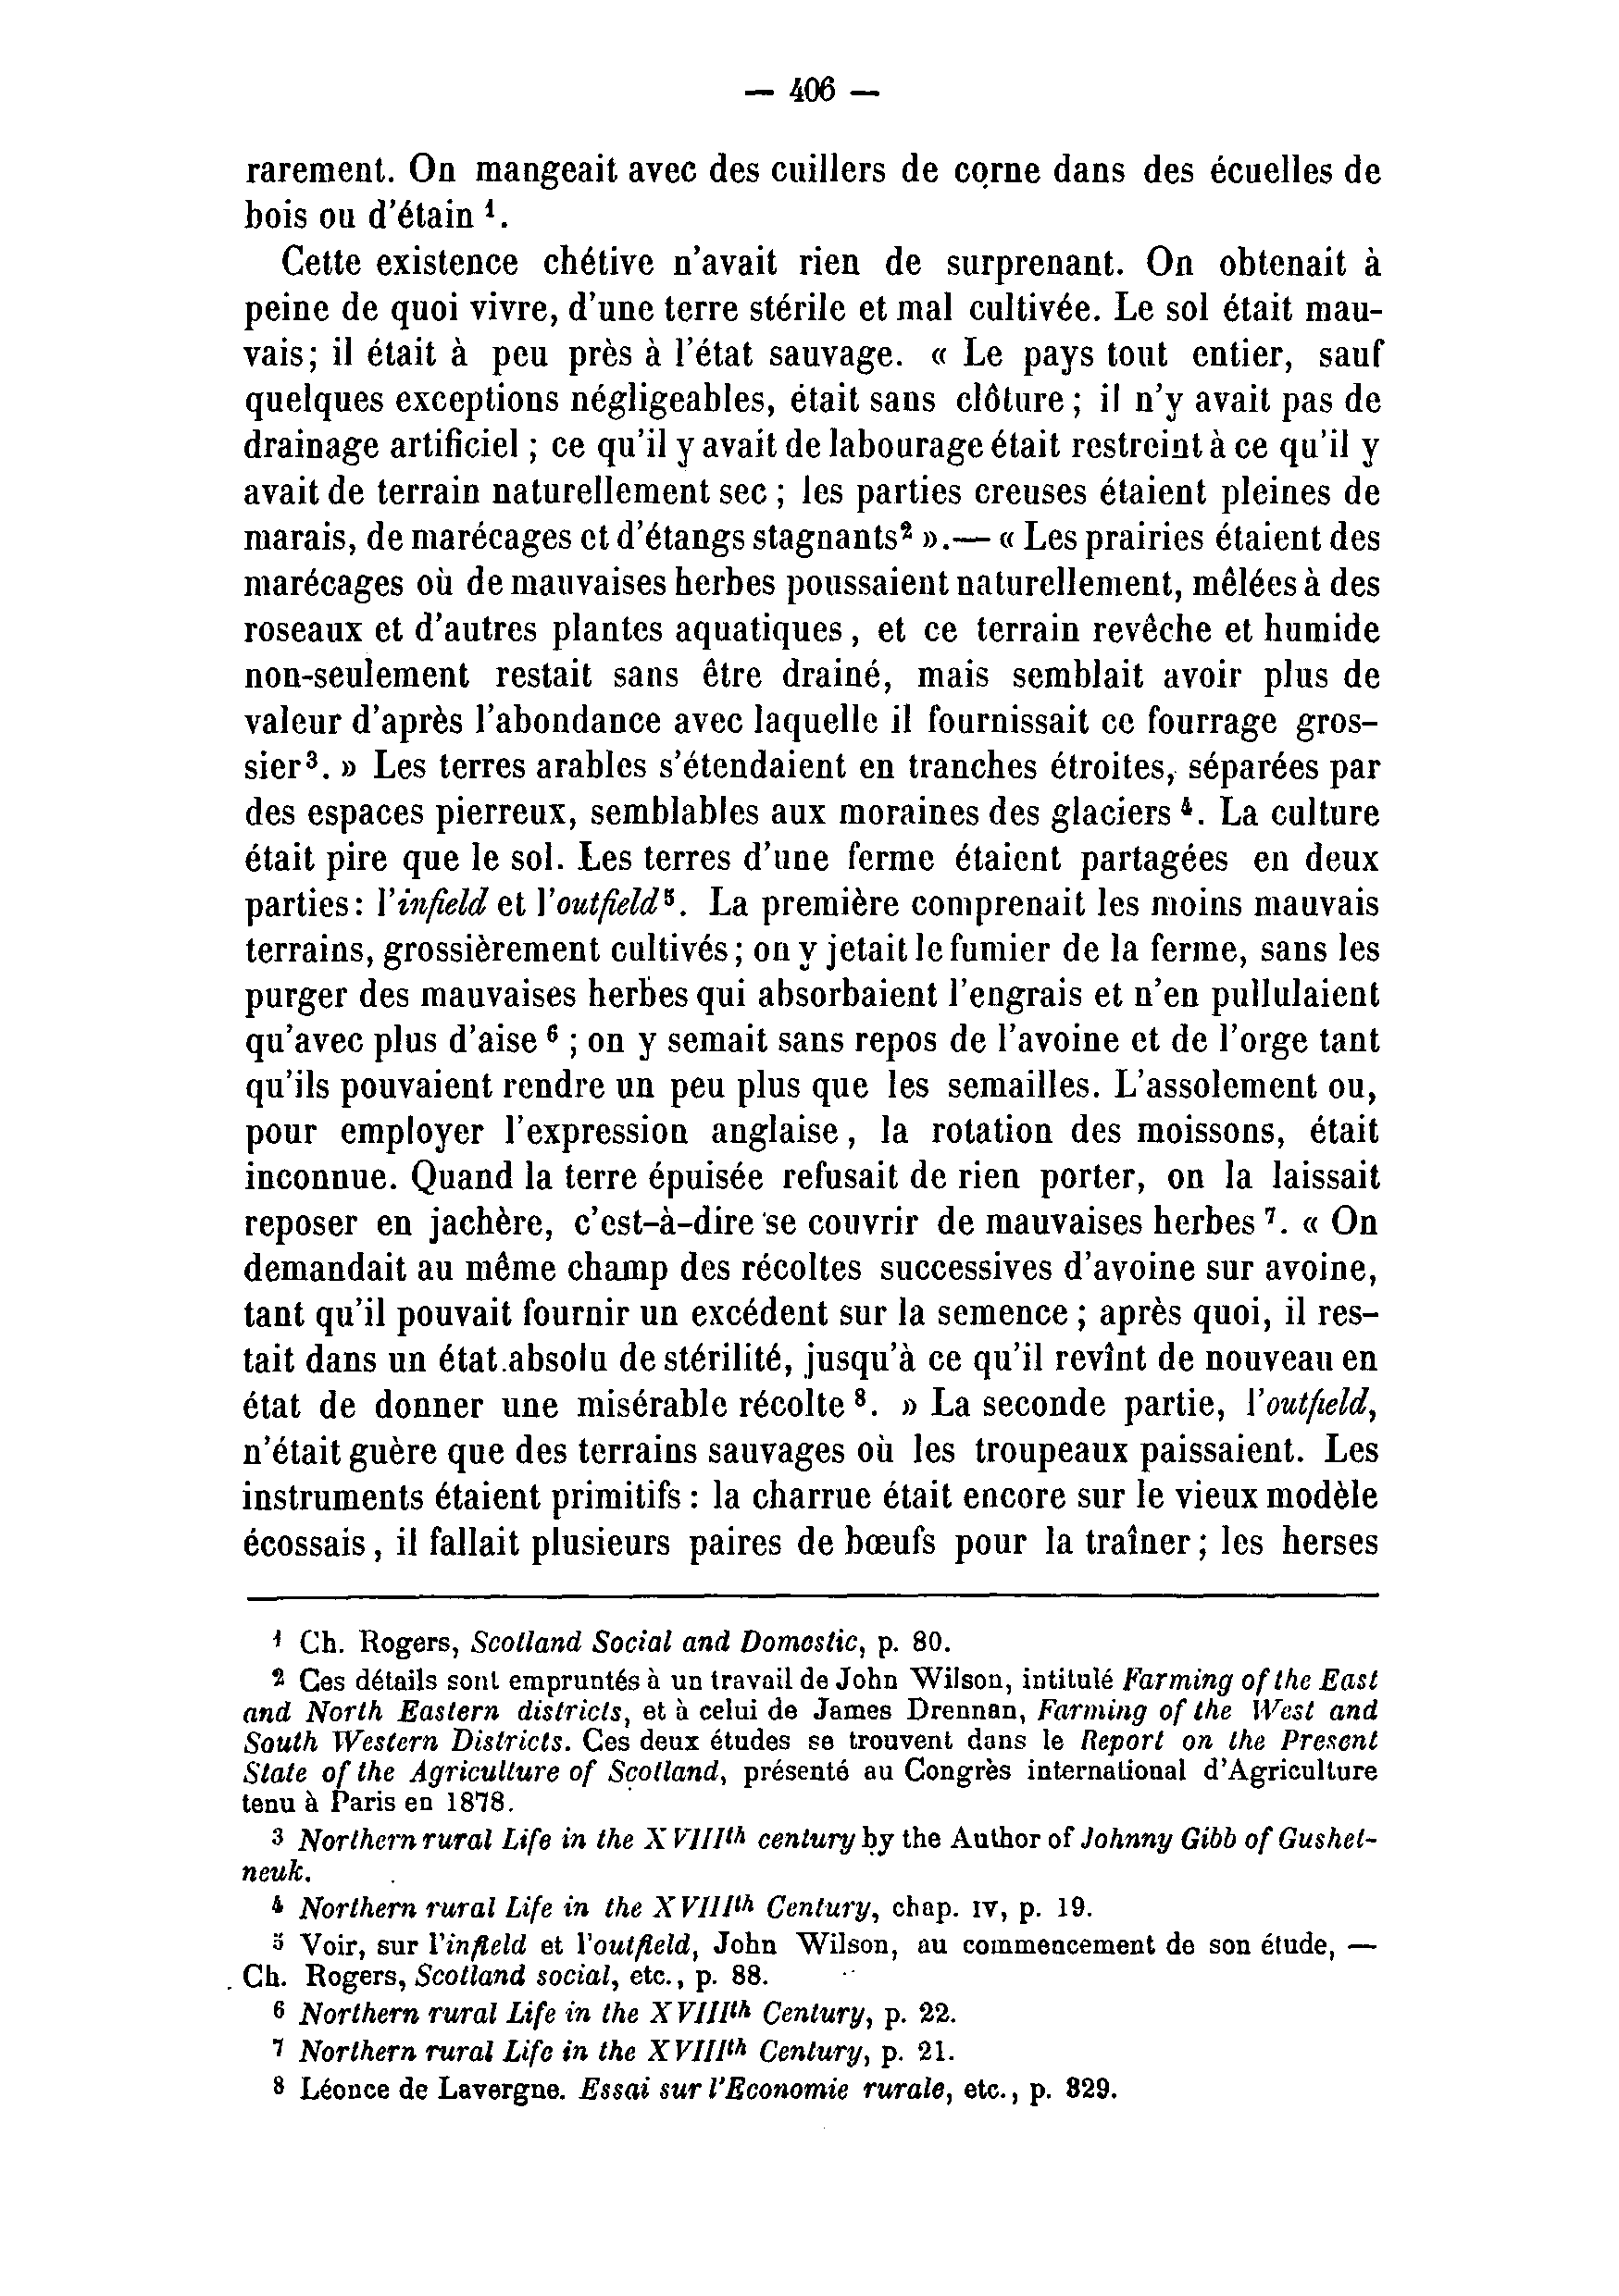 — 406 —
rarement. On mangeait avec des cuillers de corne dans des écuelles de
bois ou d'étain ¹.
Cette existence chétive n'avait rien de surprenant. On obtenait à
peine de quoi vivre, d'une terre stérile et mal cultivée. Le sol était mau-
vais; il était à peu près à l'état sauvage. « Le pays tout entier, sauf
quelques exceptions négligeables, était sans clôture ; il n'y avait pas de
drainage artificiel ; ce qu'il y avait de labourage était restreint à ce qu'il y
avait de terrain naturellement sec ; les parties creuses étaient pleines de
marais, de marécages et d'étangs stagnants² ».— « Les prairies étaient des
marécages où de mauvaises herbes poussaient naturellement, mêlées à des
roseaux et d'autres plantes aquatiques, et ce terrain revêche et humide
non-seulement restait sans être drainé, mais semblait avoir plus de
valeur d'après l'abondance avec laquelle il fournissait ce fourrage gros-
sier³. » Les terres arables s'étendaient en tranches étroites, séparées par
des espaces pierreux, semblables aux moraines des glaciers ⁴. La culture
était pire que le sol. Les terres d'une ferme étaient partagées en deux
parties: l'infield et l'outfield⁵. La première comprenait les moins mauvais
terrains, grossièrement cultivés ; on y jetait le fumier de la ferme, sans les
purger des mauvaises herbes qui absorbaient l'engrais et n'en pullulaient
qu'avec plus d'aise ⁶ ; on y semait sans repos de l'avoine et de l'orge tant
qu'ils pouvaient rendre un peu plus que les semailles. L'assolement ou,
pour employer l'expression anglaise, la rotation des moissons, était
inconnue. Quand la terre épuisée refusait de rien porter, on la laissait
reposer en jachère, c'est-à-dire se couvrir de mauvaises herbes ⁷. « On
demandait au même champ des récoltes successives d'avoine sur avoine,
tant qu'il pouvait fournir un excédent sur la semence ; après quoi, il res-
tait dans un état absolu de stérilité, jusqu'à ce qu'il revînt de nouveau en
état de donner une misérable récolte ⁸. » La seconde partie, l'outfield,
n'était guère que des terrains sauvages où les troupeaux paissaient. Les
instruments étaient primitifs : la charrue était encore sur le vieux modèle
écossais, il fallait plusieurs paires de bœufs pour la traîner ; les herses
¹ Ch. Rogers, Scotland Social and Domestic, p. 80.
² Ces détails sont empruntés à un travail de John Wilson, intitulé Farming of the East
and North Eastern districts, et à celui de James Drennan, Farming of the West and
South Western Districts. Ces deux études se trouvent dans le Report on the Present
State of the Agriculture of Scotland, présenté au Congrès international d'Agriculture
tenu à Paris en 1878.
³ Northern rural Life in the XVIIIth century by the Author of Johnny Gibb of Gushet-
neuk.
⁴ Northern rural Life in the XVIIIth Century, chap. IV, p. 19.
⁵ Voir, sur l'infield et l'outfield, John Wilson, au commencement de son étude, —
Ch. Rogers, Scotland social, etc., p. 88.
⁶ Northern rural Life in the XVIIIth Century, p. 22.
⁷ Northern rural Life in the XVIIIth Century, p. 21.
⁸ Léonce de Lavergne. Essai sur l'Economie rurale, etc., p. 329.